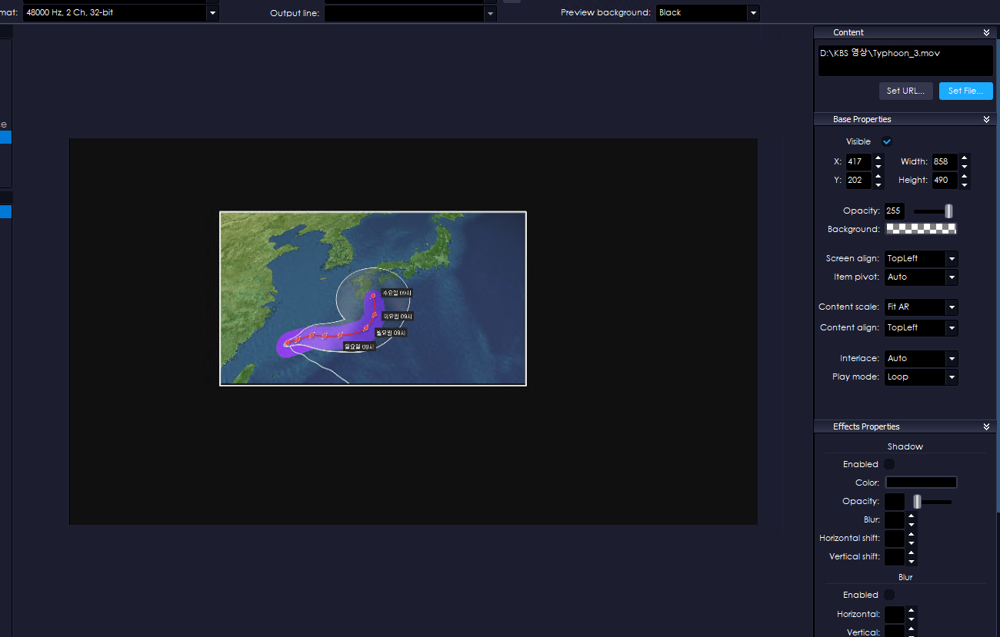 mat: 48000 Hz, 2 Ch, 32-bit
Output line:
Preview background: Black
Content
D:\KBS 영상\Typhoon_3.mov
Set URL... Set File...
Base Properties
Visible
X: 417 Width: 858
Y: 202 Height: 490
Opacity: 255
Background:
Screen align: TopLeft
Item pivot: Auto
Content scale: Fit AR
Content align: TopLeft
Interlace: Auto
Play mode: Loop
Effects Properties
Shadow
Enabled
Color:
Opacity:
Blur:
Horizontal shift:
Vertical shift:
Blur
Enabled
Horizontal:
Vertical:
ce
수요일 09시
화요일 09시
월요일 09시
일요일 09시